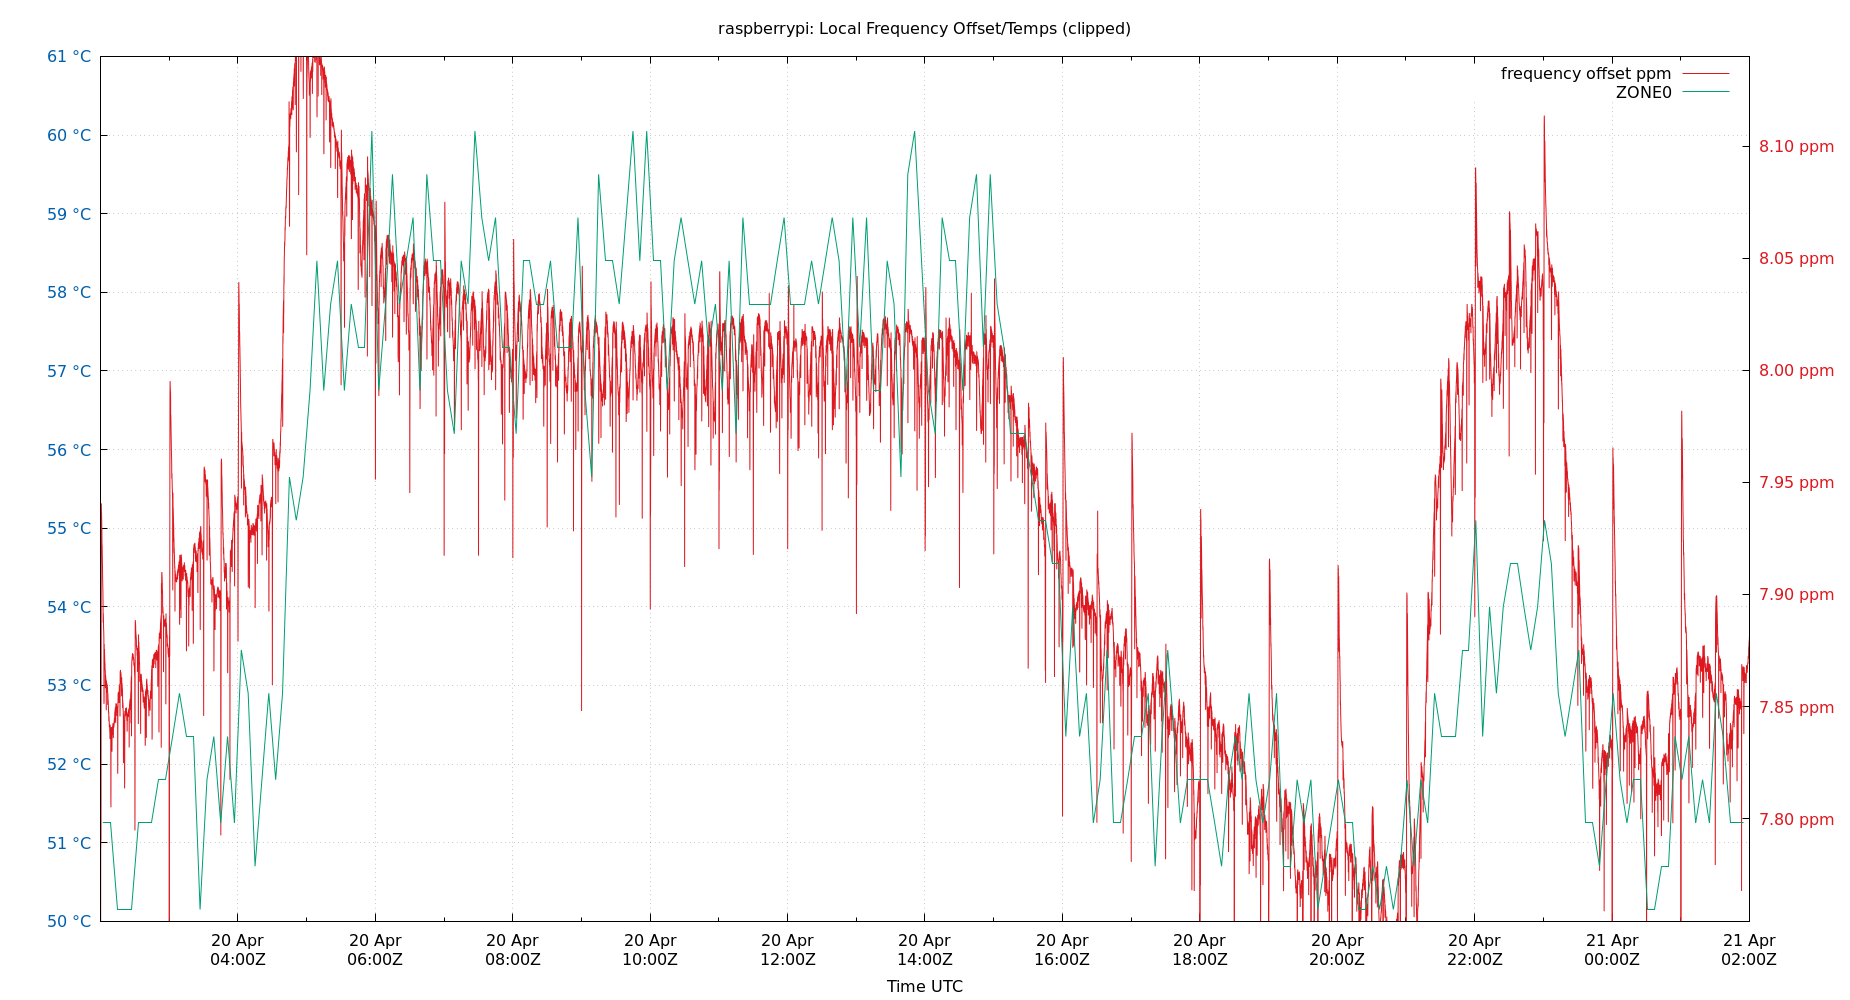 raspberrypi: Local Frequency Offset/Temps (clipped)
frequency offset ppm
ZONE0
61 °C
60 °C
59 °C
58 °C
57 °C
56 °C
55 °C
54 °C
53 °C
52 °C
51 °C
50 °C
8.10 ppm
8.05 ppm
8.00 ppm
7.95 ppm
7.90 ppm
7.85 ppm
7.80 ppm
20 Apr 20 Apr 20 Apr 20 Apr 20 Apr 20 Apr 20 Apr 20 Apr 20 Apr 20 Apr 21 Apr 21 Apr
04:00Z 06:00Z 08:00Z 10:00Z 12:00Z 14:00Z 16:00Z 18:00Z 20:00Z 22:00Z 00:00Z 02:00Z
Time UTC